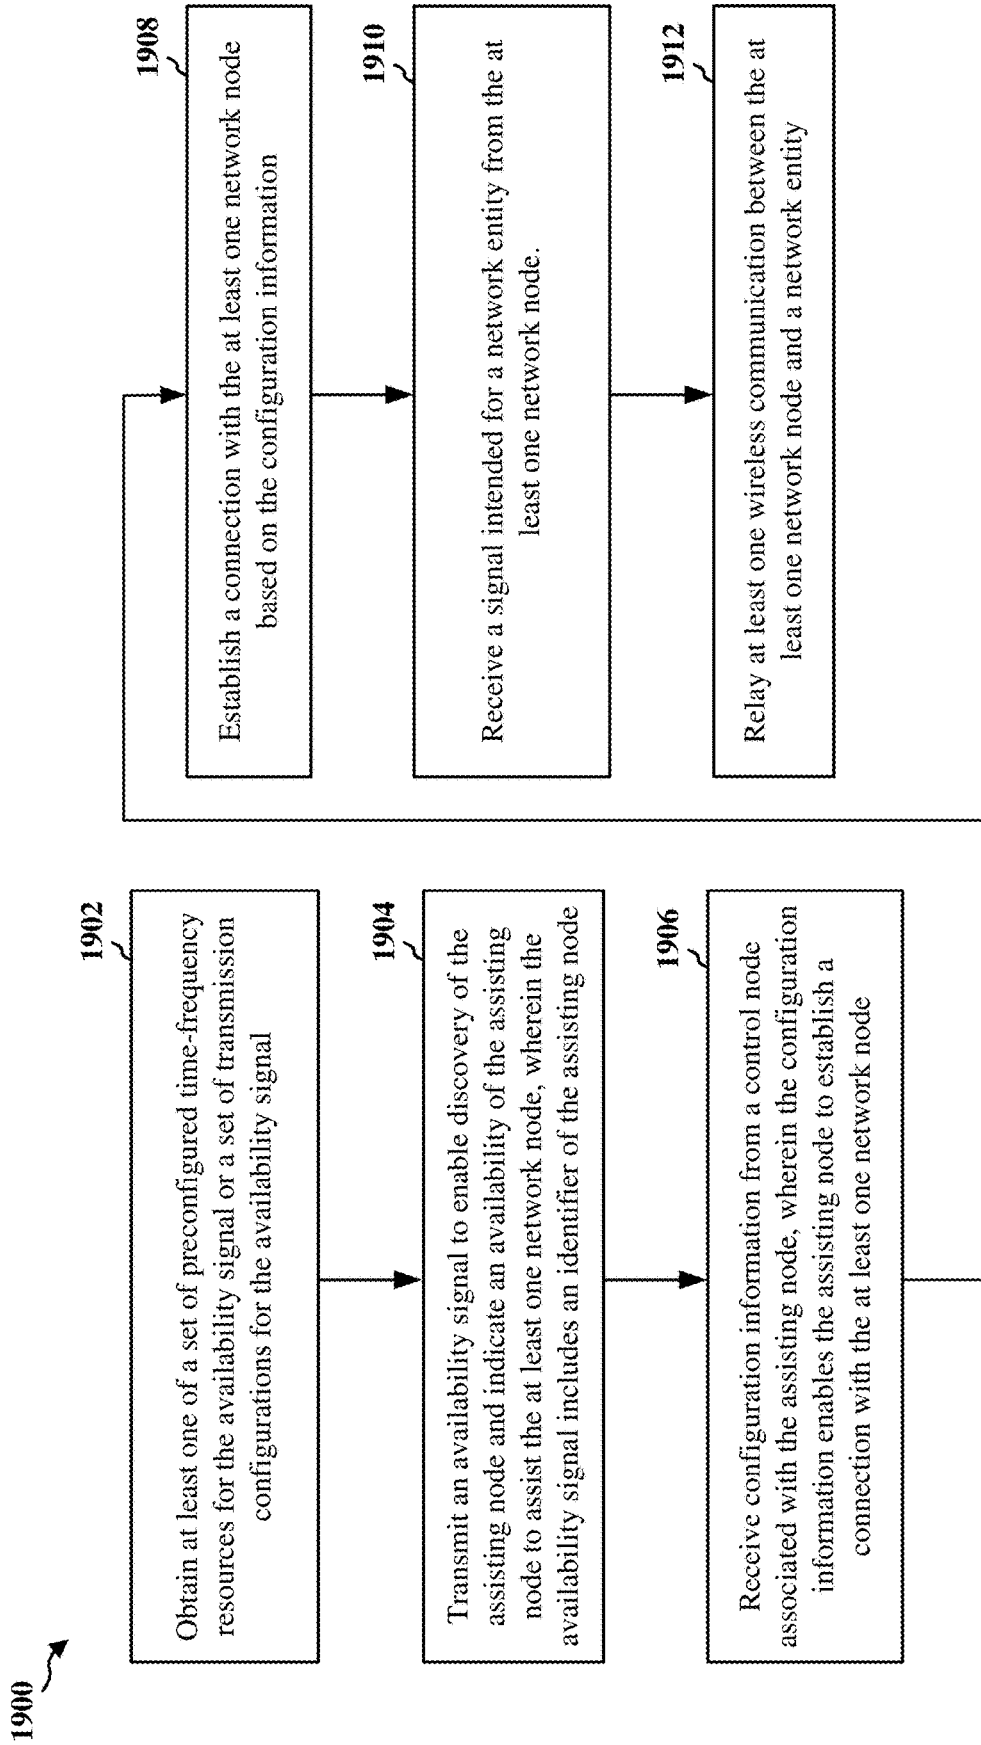 1900
1902
Obtain at least one of a set of preconfigured time-frequency
resources for the availability signal or a set of transmission
configurations for the availability signal
1904
Transmit an availability signal to enable discovery of the
assisting node and indicate an availability of the assisting
node to assist the at least one network node, wherein the
availability signal includes an identifier of the assisting node
1906
Receive configuration information from a control node
associated with the assisting node, wherein the configuration
information enables the assisting node to establish a
connection with the at least one network node
1908
Establish a connection with the at least one network node
based on the configuration information
1910
Receive a signal intended for a network entity from the at
least one network node.
1912
Relay at least one wireless communication between the at
least one network node and a network entity